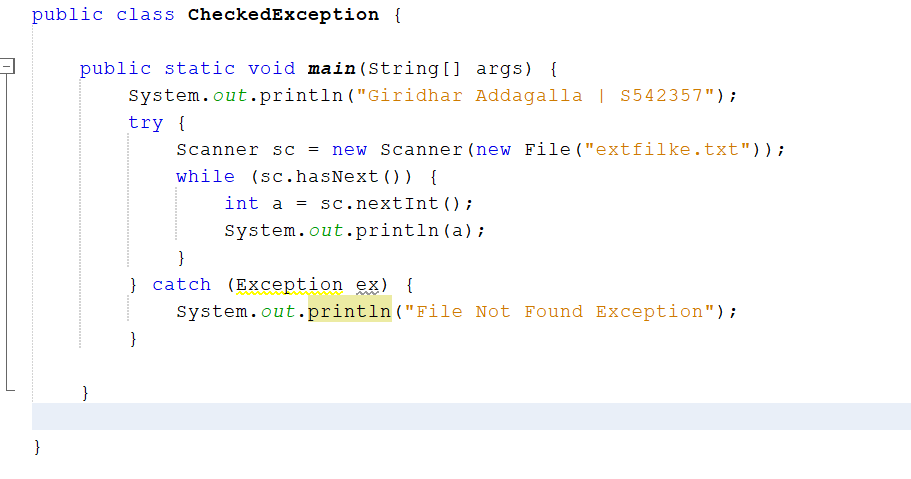 public class CheckedException {
public static void main(String[] args) {
System.out.println("Giridhar Addagalla | S542357");
try {
Scanner sc = new Scanner(new File("extfilke.txt"));
while (sc.hasNext()) {
int a = sc.nextInt();
System.out.println(a);
}
} catch (Exception ex) {
System.out.println("File Not Found Exception");
}
}
}